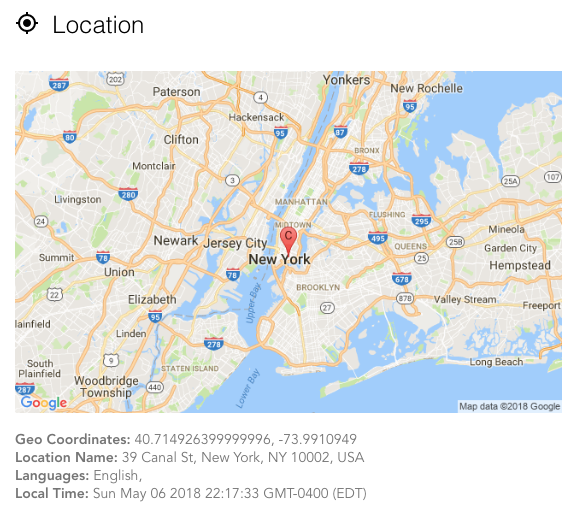 Location
287
202
Paterson
4
Yonkers
New Rochelle
95
Hackensack
80
Clifton
95
87
BRONX
Montclair
278
3
280
25A
107
Livingston
MANHATTAN
24
FLUSHING
295
MIDTOWN
C
Mineola
Newark
Jersey City
495
QUEENS
25B
Garden City
Summit
78
New York
25
Hempstead
Union
78
678
22
Elizabeth
BROOKLYN
878
Valley Stream
Upper Bay
27
Freeport
95
lainfield
Linden
278
South
Plainfield
9
STATEN ISLAND
Long Beach
Woodbridge
Township
440
287
Lower Bay
Google
Map data ©2018 Google
Geo Coordinates: 40.714926399999996, -73.9910949
Location Name: 39 Canal St, New York, NY 10002, USA
Languages: English,
Local Time: Sun May 06 2018 22:17:33 GMT-0400 (EDT)